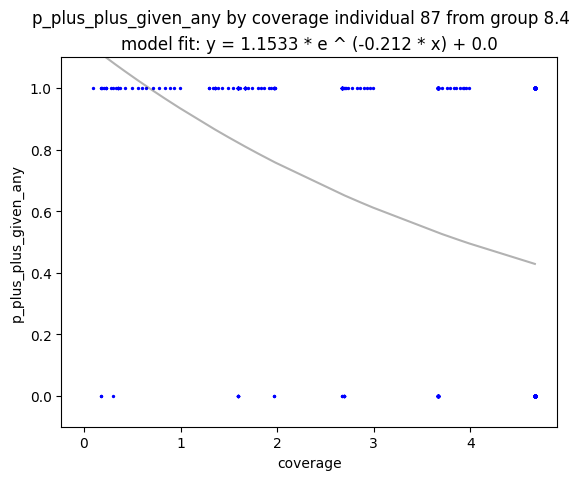 p_plus_plus_given_any by coverage individual 87 from group 8.4
model fit: y = 1.1533 * e ^ (-0.212 * x) + 0.0
1.0
0.8
0.6
0.4
0.2
0.0
p_plus_plus_given_any
0 1 2 3 4
coverage